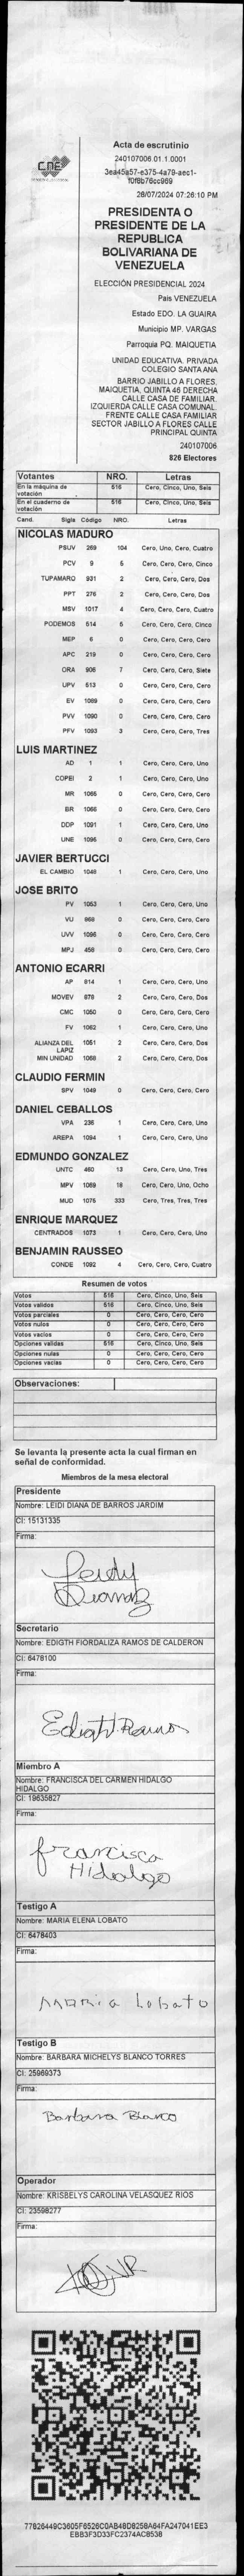 CNE
Acta de escrutinio
240107006.01.1.0001
3ea45a57-e375-4a79-aec1-
f0f8b76cc969
28/07/2024 07:26:10 PM
PRESIDENTA O
PRESIDENTE DE LA
REPUBLICA
BOLIVARIANA DE
VENEZUELA
ELECCIÓN PRESIDENCIAL 2024
País VENEZUELA
Estado EDO. LA GUAIRA
Municipio MP. VARGAS
Parroquia PQ. MAIQUETIA
UNIDAD EDUCATIVA. PRIVADA
COLEGIO SANTA ANA
BARRIO JABILLO A FLORES.
MAIQUETIA, QUINTA 46 DERECHA
CALLE CASA DE FAMILIAR.
IZQUIERDA CALLE CASA COMUNAL.
FRENTE CALLE CASA FAMILIAR
SECTOR JABILLO A FLORES CALLE
PRINCIPAL QUINTA
240107006
826 Electores
Votantes NRO. Letras
En la máquina de votación 516 Cero, Cinco, Uno, Seis
En el cuaderno de votación 516 Cero, Cinco, Uno, Seis
Cand. Sigla Código NRO. Letras
NICOLAS MADURO
PSUV 269 104 Cero, Uno, Cero, Cuatro
PCV 9 5 Cero, Cero, Cero, Cinco
TUPAMARO 931 2 Cero, Cero, Cero, Dos
PPT 276 2 Cero, Cero, Cero, Dos
MSV 1017 4 Cero, Cero, Cero, Cuatro
PODEMOS 514 5 Cero, Cero, Cero, Cinco
MEP 6 0 Cero, Cero, Cero, Cero
APC 219 0 Cero, Cero, Cero, Cero
ORA 906 7 Cero, Cero, Cero, Siete
UPV 513 0 Cero, Cero, Cero, Cero
EV 1089 0 Cero, Cero, Cero, Cero
PVV 1090 0 Cero, Cero, Cero, Cero
PFV 1093 3 Cero, Cero, Cero, Tres
LUIS MARTINEZ
AD 1 1 Cero, Cero, Cero, Uno
COPEI 2 1 Cero, Cero, Cero, Uno
MR 1065 0 Cero, Cero, Cero, Cero
BR 1066 0 Cero, Cero, Cero, Cero
DDP 1091 1 Cero, Cero, Cero, Uno
UNE 1095 0 Cero, Cero, Cero, Cero
JAVIER BERTUCCI
EL CAMBIO 1048 1 Cero, Cero, Cero, Uno
JOSE BRITO
PV 1053 1 Cero, Cero, Cero, Uno
VU 868 0 Cero, Cero, Cero, Cero
UVV 1096 0 Cero, Cero, Cero, Cero
MPJ 458 0 Cero, Cero, Cero, Cero
ANTONIO ECARRI
AP 814 1 Cero, Cero, Cero, Uno
MOVEV 878 2 Cero, Cero, Cero, Dos
CMC 1050 0 Cero, Cero, Cero, Cero
FV 1062 1 Cero, Cero, Cero, Uno
ALIANZA DEL LAPIZ 1051 2 Cero, Cero, Cero, Dos
MIN UNIDAD 1068 2 Cero, Cero, Cero, Dos
CLAUDIO FERMIN
SPV 1049 0 Cero, Cero, Cero, Cero
DANIEL CEBALLOS
VPA 236 1 Cero, Cero, Cero, Uno
AREPA 1094 1 Cero, Cero, Cero, Uno
EDMUNDO GONZALEZ
UNTC 460 13 Cero, Cero, Uno, Tres
MPV 1069 18 Cero, Cero, Uno, Ocho
MUD 1075 333 Cero, Tres, Tres, Tres
ENRIQUE MARQUEZ
CENTRADOS 1073 1 Cero, Cero, Cero, Uno
BENJAMIN RAUSSEO
CONDE 1092 4 Cero, Cero, Cero, Cuatro
Resumen de votos
Votos 516 Cero, Cinco, Uno, Seis
Votos validos 516 Cero, Cinco, Uno, Seis
Votos parciales 0 Cero, Cero, Cero, Cero
Votos nulos 0 Cero, Cero, Cero, Cero
Votos vacíos 0 Cero, Cero, Cero, Cero
Opciones validas 516 Cero, Cinco, Uno, Seis
Opciones nulas 0 Cero, Cero, Cero, Cero
Opciones vacías 0 Cero, Cero, Cero, Cero
Observaciones:
Se levanta la presente acta la cual firman en
señal de conformidad.
Miembros de la mesa electoral
Presidente
Nombre: LEIDI DIANA DE BARROS JARDIM
CI: 15131335
Firma:
Leidy
Diana
Secretario
Nombre: EDIGTH FIORDALIZA RAMOS DE CALDERON
CI: 6478100
Firma:
Edigth Ramos
Miembro A
Nombre: FRANCISCA DEL CARMEN HIDALGO
HIDALGO
CI: 19635827
Firma:
francisca
Hidalgo
Testigo A
Nombre: MARIA ELENA LOBATO
CI: 6478403
Firma:
Maria Lobato
Testigo B
Nombre: BARBARA MICHELYS BLANCO TORRES
CI: 25969373
Firma:
Barbara Blanco
Operador
Nombre: KRISBELYS CAROLINA VELASQUEZ RIOS
CI: 23598277
Firma:
77826449C3605F6526C0AB48D8258A64FA247041EE3
EBB3F3D33FC2374AC8538